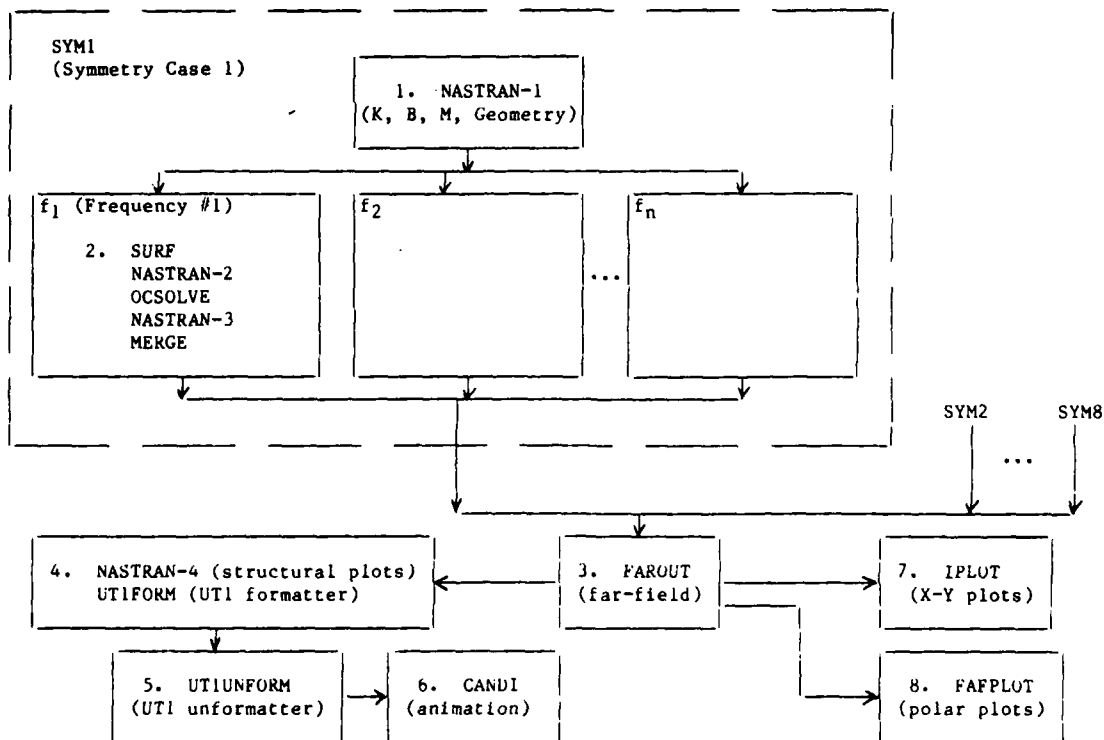 SYM1
(Symmetry Case 1)
1. NASTRAN-1
(K, B, M, Geometry)
f1 (Frequency #1)
2. SURF
NASTRAN-2
OCSOLVE
NASTRAN-3
MERGE
f2
...
fn
SYM2
...
SYM8
4. NASTRAN-4 (structural plots)
UT1FORM (UT1 formatter)
3. FAROUT
(far-field)
7. IPLOT
(X-Y plots)
5. UT1UNFORM
(UT1 unformatter)
6. CANDI
(animation)
8. FAFPLOT
(polar plots)